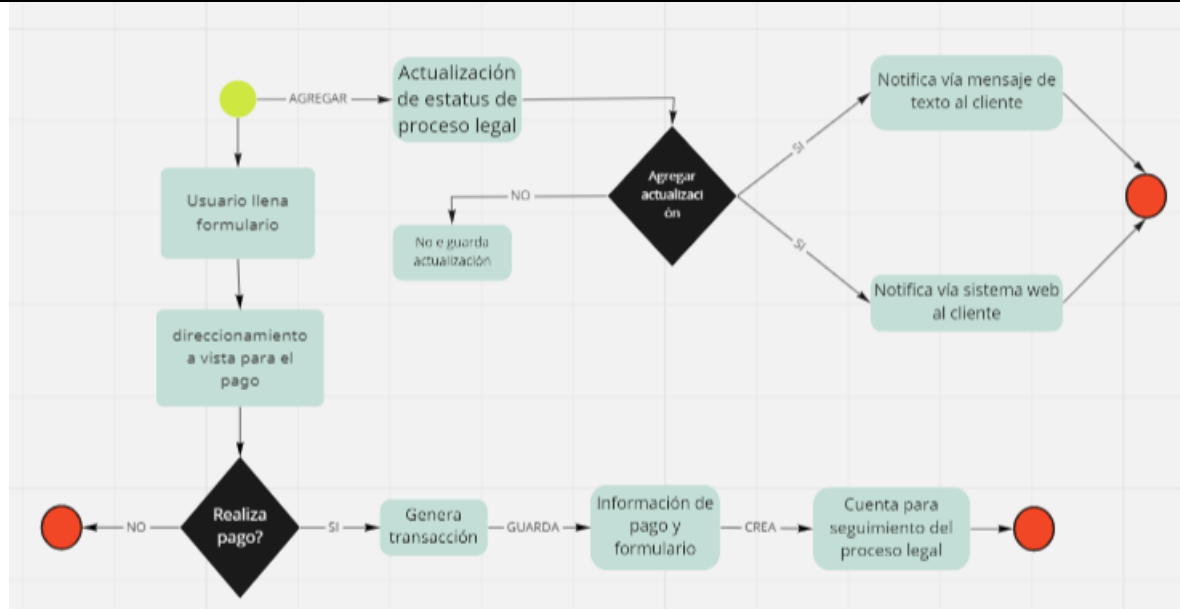 AGREGAR
Actualización
de estatus de
proceso legal
Notifica vía mensaje de
texto al cliente
Agregar
actualizaci
ón
SI
NO
No e guarda
actualización
SI
Notifica vía sistema web
al cliente
Usuario llena
formulario
direccionamiento
a vista para el
pago
Realiza
pago?
NO
SI
Genera
transacción
GUARDA
Información de
pago y
formulario
CREA
Cuenta para
seguimiento del
proceso legal